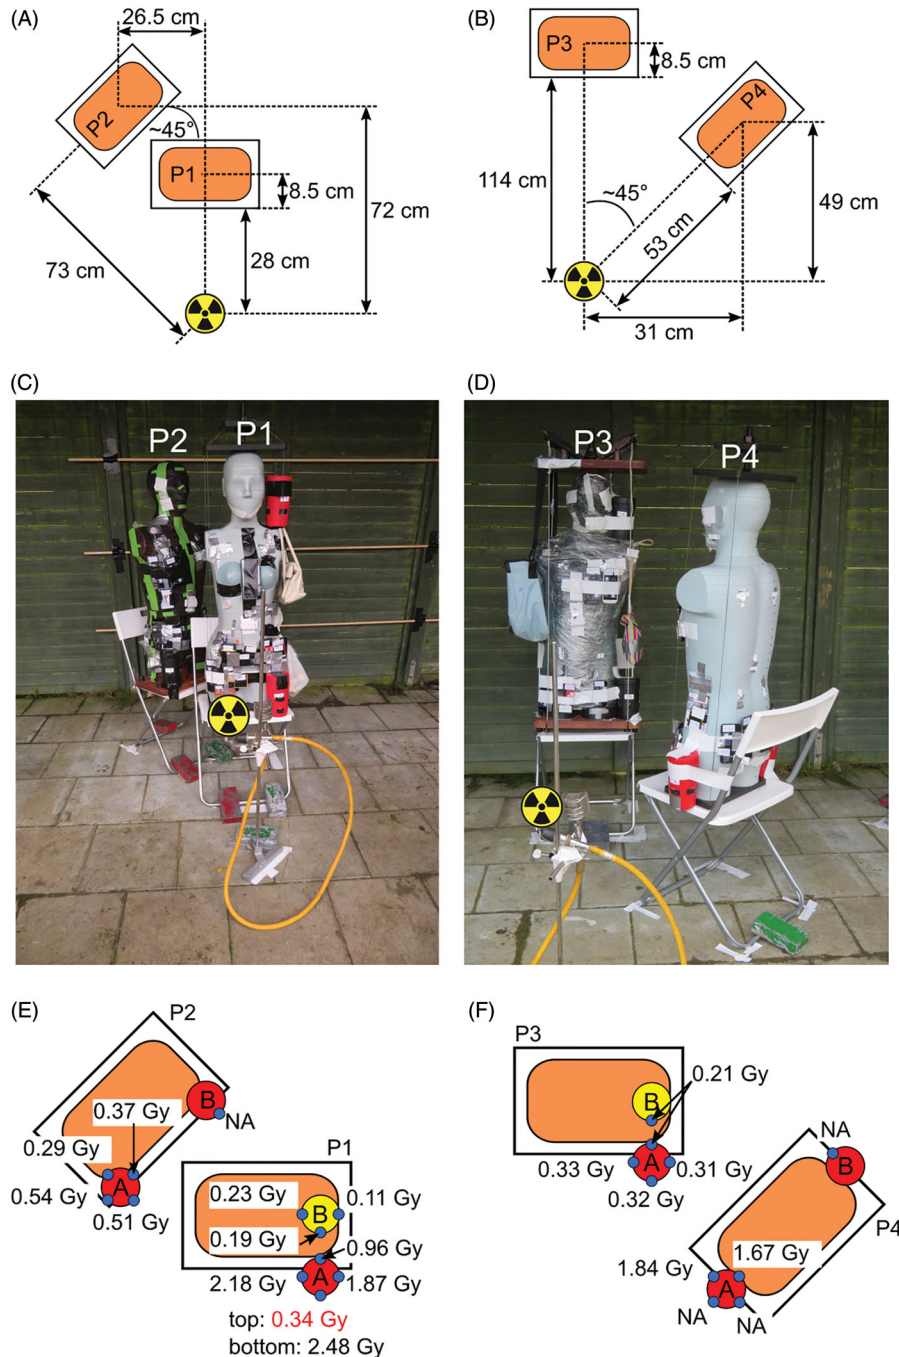 (A)
26.5 cm
P2
~45°
P1
8.5 cm
72 cm
28 cm
73 cm
(B)
P3
8.5 cm
P4
114 cm
~45°
49 cm
53 cm
31 cm
(C)
P2 P1
(D)
P3
P4
(E)
P2
B
0.37 Gy
NA
0.29 Gy
A
0.54 Gy
0.51 Gy
P1
0.23 Gy
B
0.11 Gy
0.19 Gy
0.96 Gy
2.18 Gy
A
1.87 Gy
top: 0.34 Gy
bottom: 2.48 Gy
(F)
P3
0.21 Gy
B
0.33 Gy
A
0.31 Gy
0.32 Gy
NA
B
P4
1.67 Gy
1.84 Gy
A
NA
NA